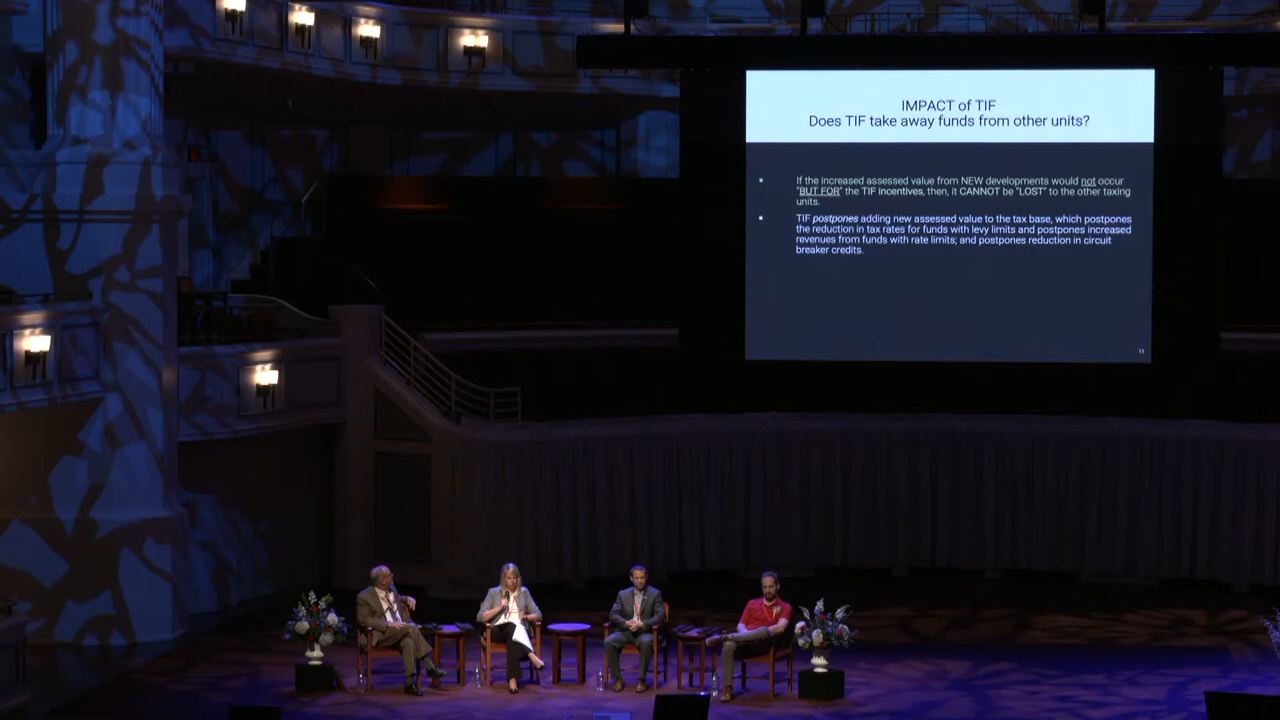 IMPACT of TIF
Does TIF take away funds from other units?
▪ If the increased assessed value from NEW developments would not occur
"BUT FOR" the TIF incentives, then, it CANNOT be "LOST" to the other taxing
units.
▪ TIF postpones adding new assessed value to the tax base, which postpones
the reduction in tax rates for funds with levy limits and postpones increased
revenues from funds with rate limits; and postpones reduction in circuit
breaker credits.
11